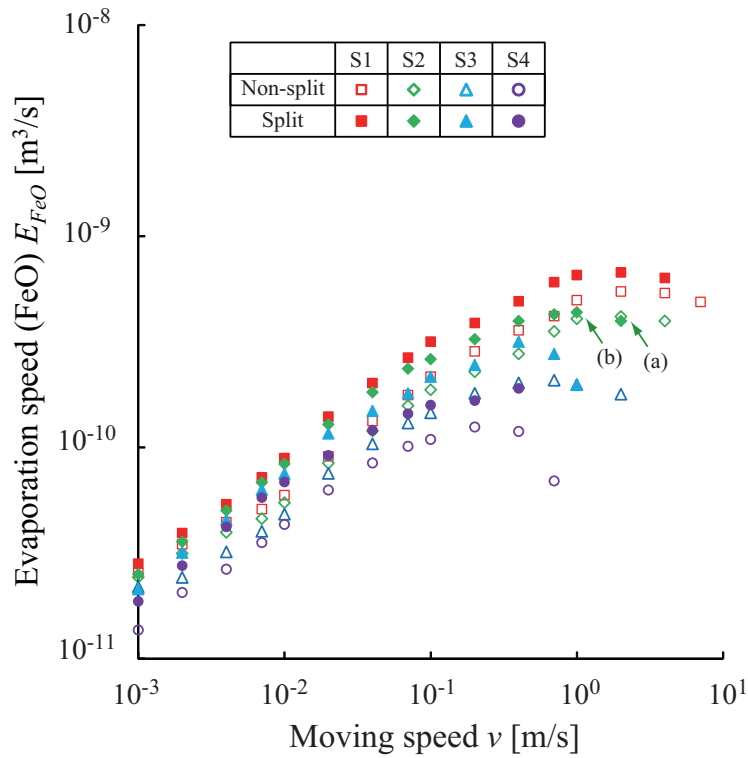 10^-8
S1 S2 S3 S4
Non-split
Split
Evaporation speed (FeO) E_FeO [m^3/s]
10^-9
(b) (a)
10^-10
10^-11
10^-3 10^-2 10^-1 10^0 10^1
Moving speed v [m/s]